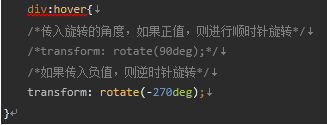 div:hover{↓
/*传入旋转的角度，如果正值，则进行顺时针旋转*/↓
/*transform: rotate(90deg);*/↓
/*如果传入负值，则逆时针旋转*/↓
transform: rotate(-270deg);↓
}↵